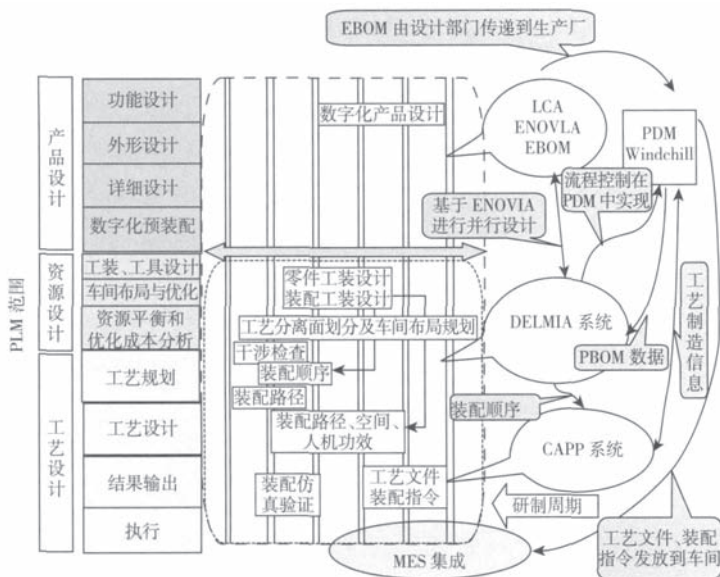 EBOM 由设计部门传递到生产厂
PLM 范围
产品设计
功能设计
外形设计
详细设计
数字化预装配
资源设计
工装、工具设计
车间布局与优化
资源平衡和
优化成本分析
工艺设计
工艺规划
工艺设计
结果输出
执行
数字化产品设计
零件工装设计
装配工装设计
工艺分离面划分及车间布局规划
干涉检查
装配顺序
装配路径
装配路径、空间、
人机功效
装配仿
真验证
工艺文件
装配指令
MES 集成
LCA
ENOVLA
EBOM
PDM
Windchill
基于 ENOVIA
进行并行设计
流程控制在
PDM 中实现
DELMIA 系统
PBOM 数据
工艺制造信息
装配顺序
CAPP 系统
研制周期
工艺文件、装配
指令发放到车间